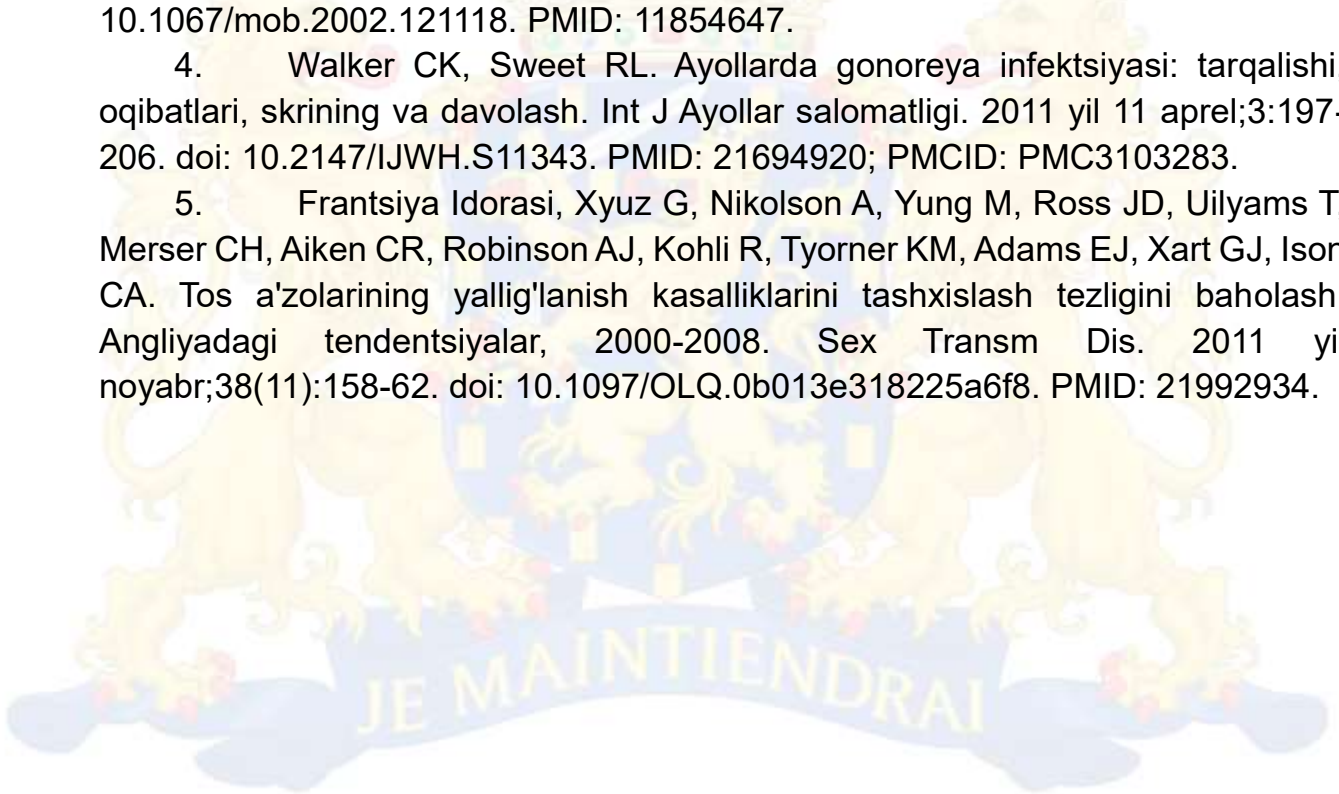 10.1067/mob.2002.121118. PMID: 11854647.
4. Walker CK, Sweet RL. Ayollarda gonoreya infektsiyasi: tarqalishi,
oqibatlari, skrining va davolash. Int J Ayollar salomatligi. 2011 yil 11 aprel;3:197-
206. doi: 10.2147/IJWH.S11343. PMID: 21694920; PMCID: PMC3103283.
5. Frantsiya Idorasi, Xyuz G, Nikolson A, Yung M, Ross JD, Uilyams T,
Merser CH, Aiken CR, Robinson AJ, Kohli R, Tyorner KM, Adams EJ, Xart GJ, Ison
CA. Tos a'zolarining yallig'lanish kasalliklarini tashxislash tezligini baholash:
Angliyadagi tendentsiyalar, 2000-2008. Sex Transm Dis. 2011 yil
noyabr;38(11):158-62. doi: 10.1097/OLQ.0b013e318225a6f8. PMID: 21992934.
JE MAINTIENDRAI